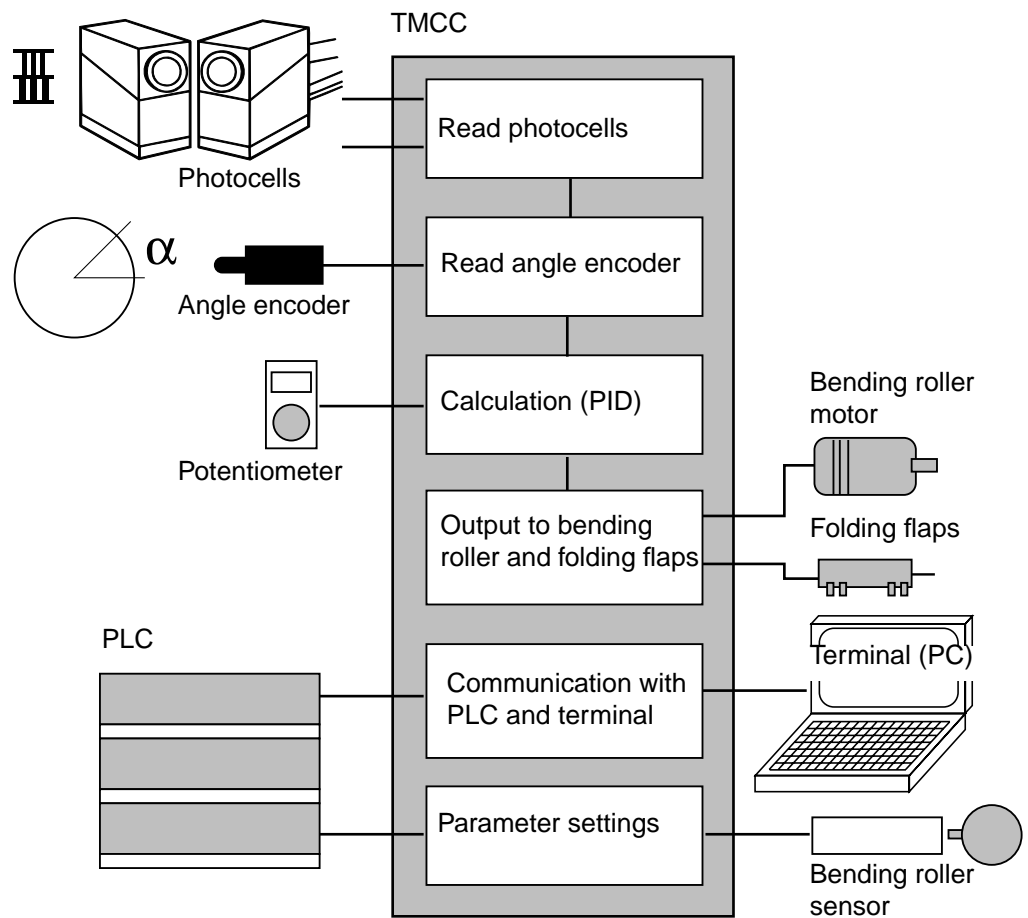 TMCC
Read photocells
Photocells
α
Read angle encoder
Angle encoder
Calculation (PID)
Potentiometer
Bending roller
motor
Output to bending
roller and folding flaps
Folding flaps
PLC
Terminal (PC)
Communication with
PLC and terminal
Parameter settings
Bending roller
sensor